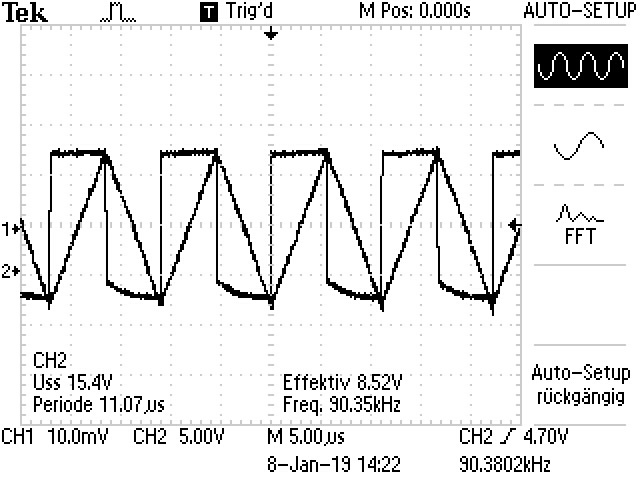 Tek T Trig'd M Pos: 0.000s AUTO-SETUP
1
2
FFT
CH2
Uss 15.4V Effektiv 8.52V
Periode 11.07µs Freq. 90.35kHz
Auto-Setup
rückgängig
CH1 10.0mV CH2 5.00V M 5.00µs CH2 4.70V
8-Jan-19 14:22 90.3802kHz